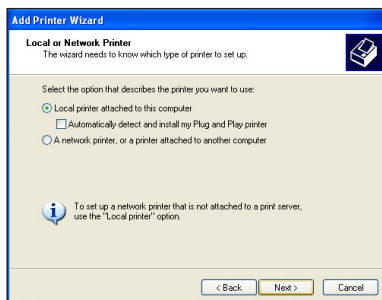 Add Printer Wizard
Local or Network Printer
The wizard needs to know which type of printer to set up.
Select the option that describes the printer you want to use:
Local printer attached to this computer
Automatically detect and install my Plug and Play printer
A network printer, or a printer attached to another computer
To set up a network printer that is not attached to a print server,
use the "Local printer" option.
< Back Next > Cancel